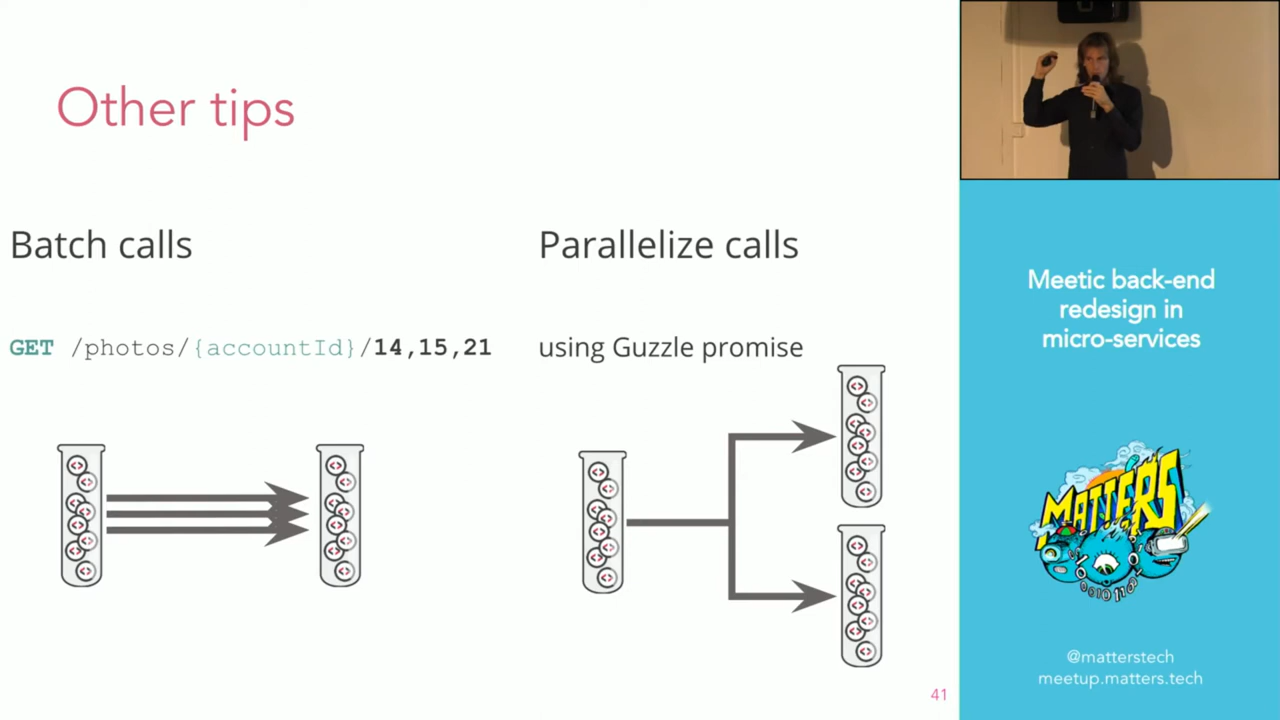 Other tips
Batch calls
GET /photos/{accountId}/14,15,21
Parallelize calls
using Guzzle promise
41
Meetic back-end
redesign in
micro-services
MATTERS
@matterstech
meetup.matters.tech